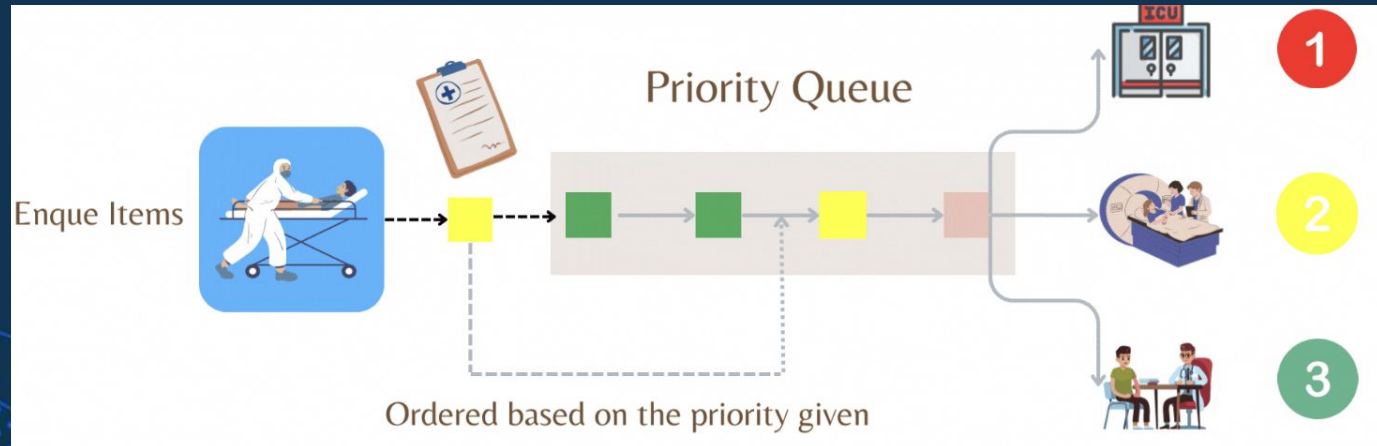 ICU
1
Priority Queue
Enque Items
2
3
Ordered based on the priority given